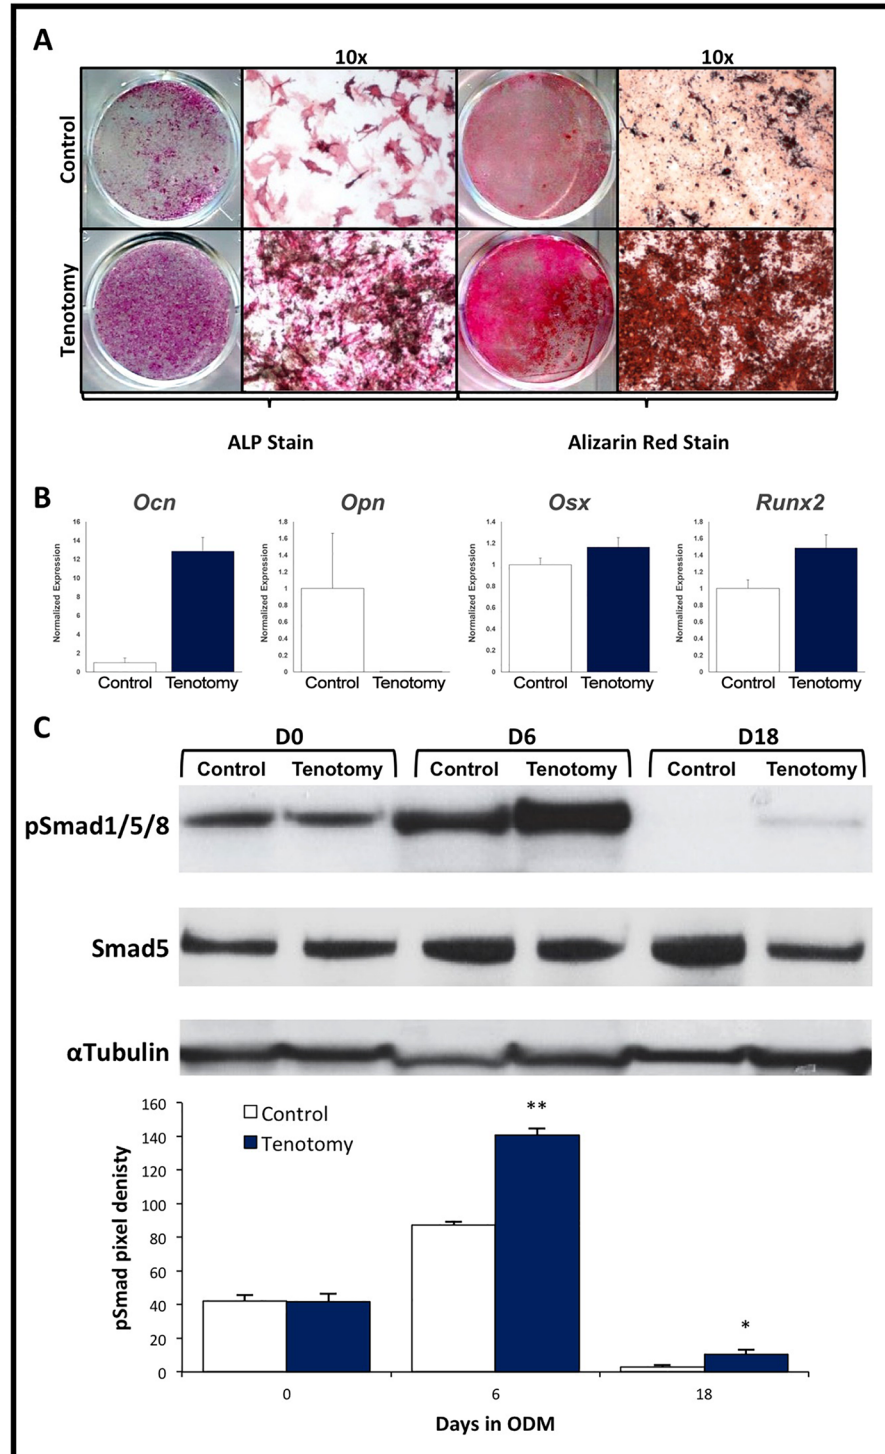 A
10x 10x
Control
Tenotomy
ALP Stain Alizarin Red Stain
B
Ocn Opn Osx Runx2
Normalized Expression
16
14
12
10
8
6
4
2
0
Control Tenotomy
Normalized Expression
1.8
1.6
1.4
1.2
1
0.8
0.6
0.4
0.2
0
Control Tenotomy
Normalized Expression
1.4
1.2
1
0.8
0.6
0.4
0.2
0
Control Tenotomy
Normalized Expression
1.8
1.6
1.4
1.2
1
0.8
0.6
0.4
0.2
0
Control Tenotomy
C
D0 D6 D18
Control Tenotomy Control Tenotomy Control Tenotomy
pSmad1/5/8
Smad5
αTubulin
pSmad pixel denisty
160
140
120
100
80
60
40
20
0
Control
Tenotomy
**
*
0 6 18
Days in ODM